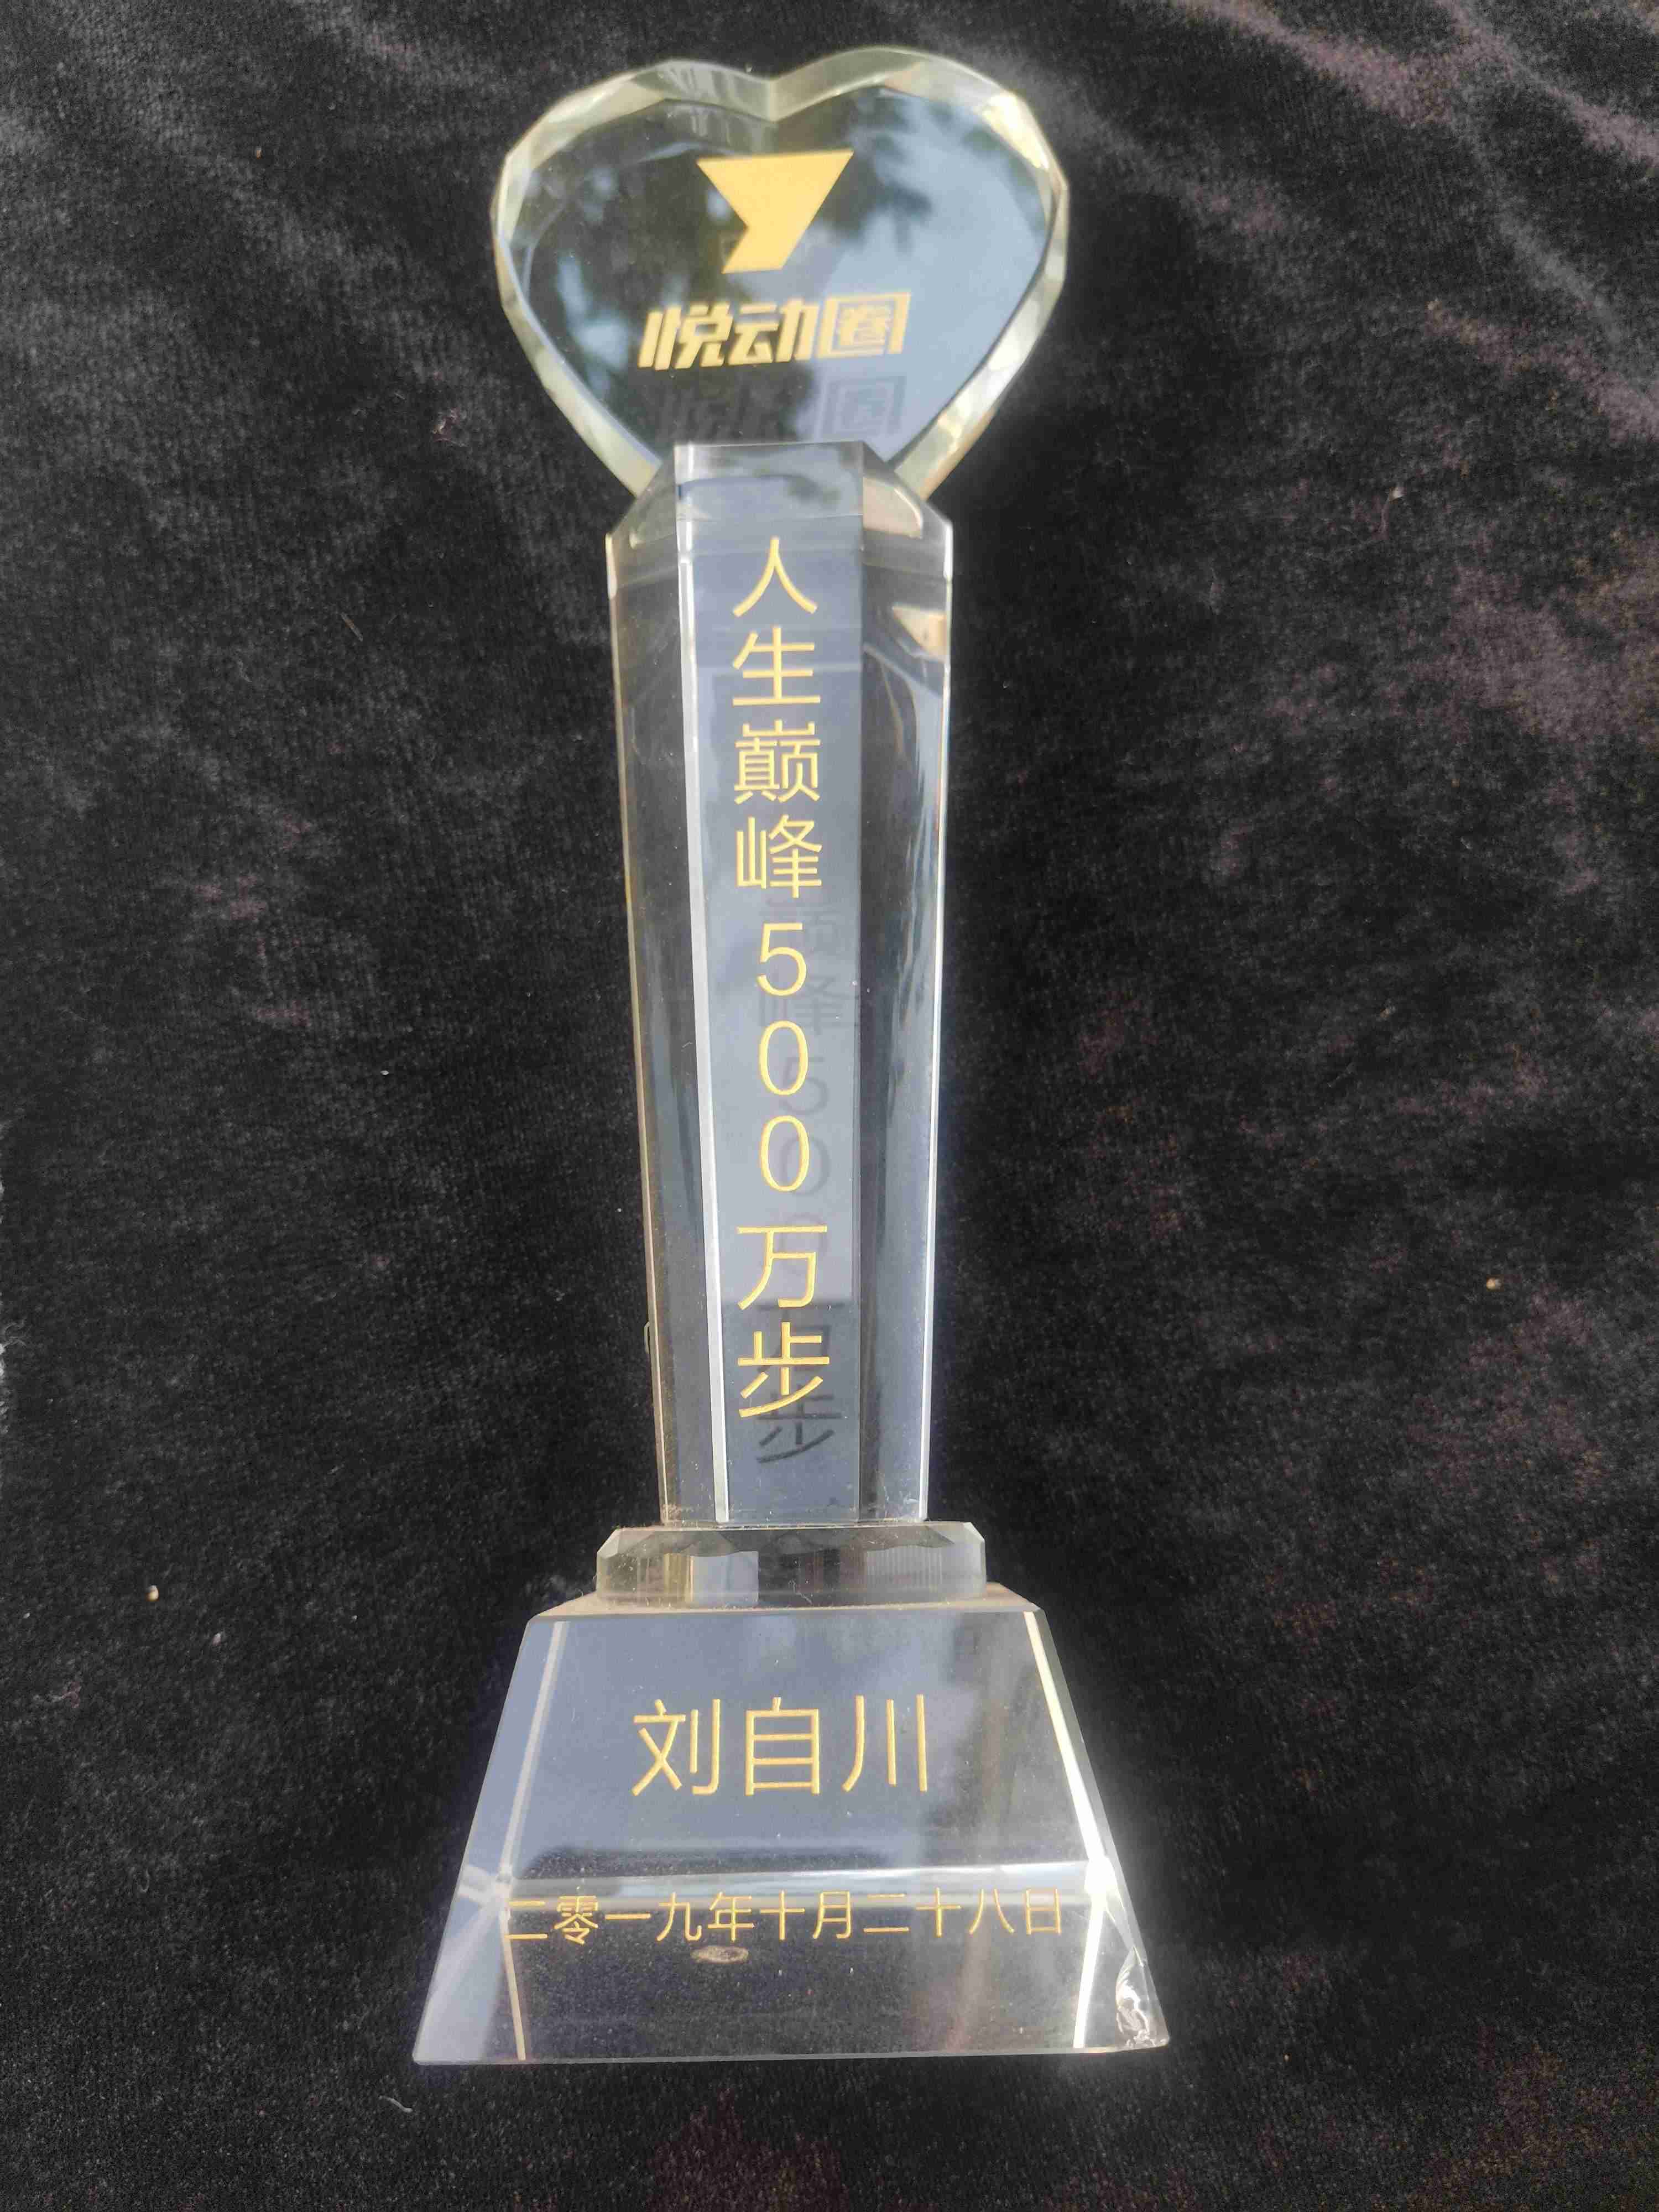 悦动圈
人生巅峰500万步
刘自川
二零一九年十月二十八日